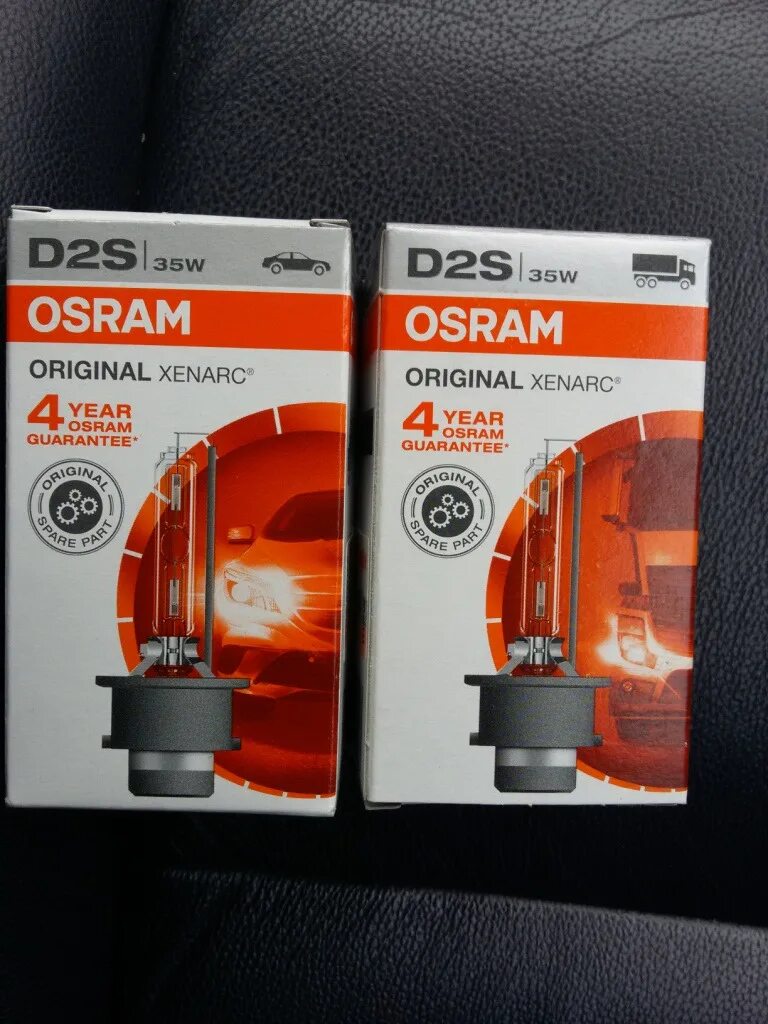 D2S | 35W
OSRAM
ORIGINAL XENARC®
4 YEAR
OSRAM
GUARANTEE*
ORIGINAL
SPARE PART
D2S | 35W
OSRAM
ORIGINAL XENARC®
4 YEAR
OSRAM
GUARANTEE*
ORIGINAL
SPARE PART